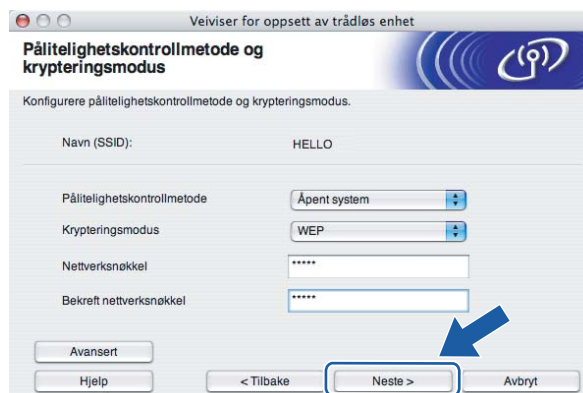 Veiviser for oppsett av trådløs enhet
Pålitelighetskontrollmetode og
krypteringsmodus
Konfigurere pålitelighetskontrollmetode og krypteringsmodus.
Navn (SSID): HELLO
Pålitelighetskontrollmetode Åpent system
Krypteringsmodus WEP
Nettverksnøkkel *****
Bekreft nettverksnøkkel *****
Avansert
Hjelp < Tilbake Neste > Avbryt